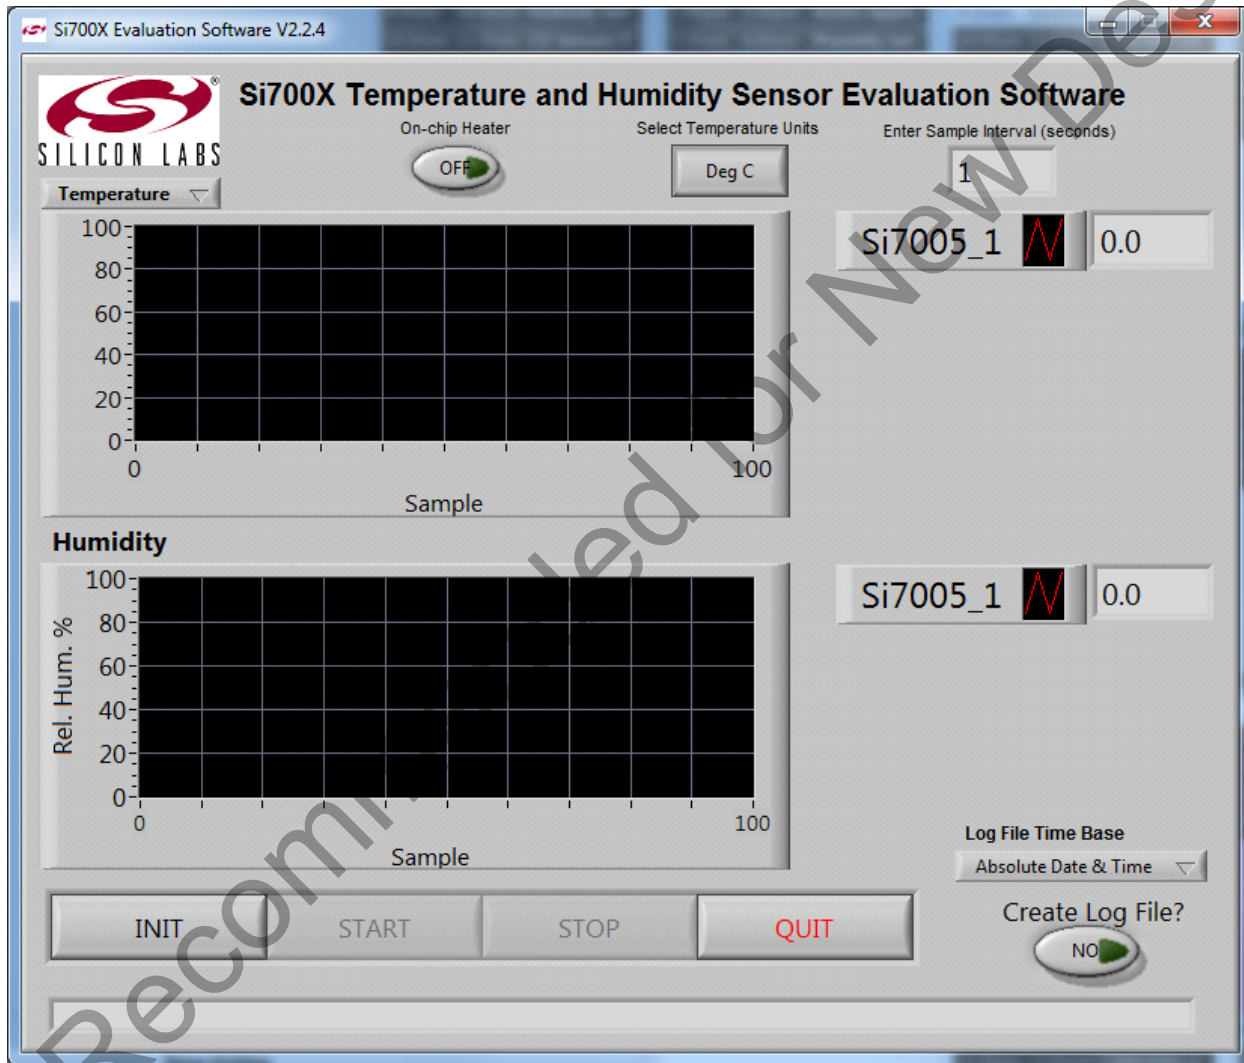 Si700X Evaluation Software V2.2.4
Si700X Temperature and Humidity Sensor Evaluation Software
SILICON LABS
®
On-chip Heater
OFF
Select Temperature Units
Deg C
Enter Sample Interval (seconds)
1
Temperature
100
80
60
40
20
0
0
100
Sample
Si7005_1
0.0
Humidity
Rel. Hum. %
100
80
60
40
20
0
0
100
Sample
Si7005_1
0.0
Log File Time Base
Absolute Date & Time
Create Log File?
NO
INIT
START
STOP
QUIT
for New